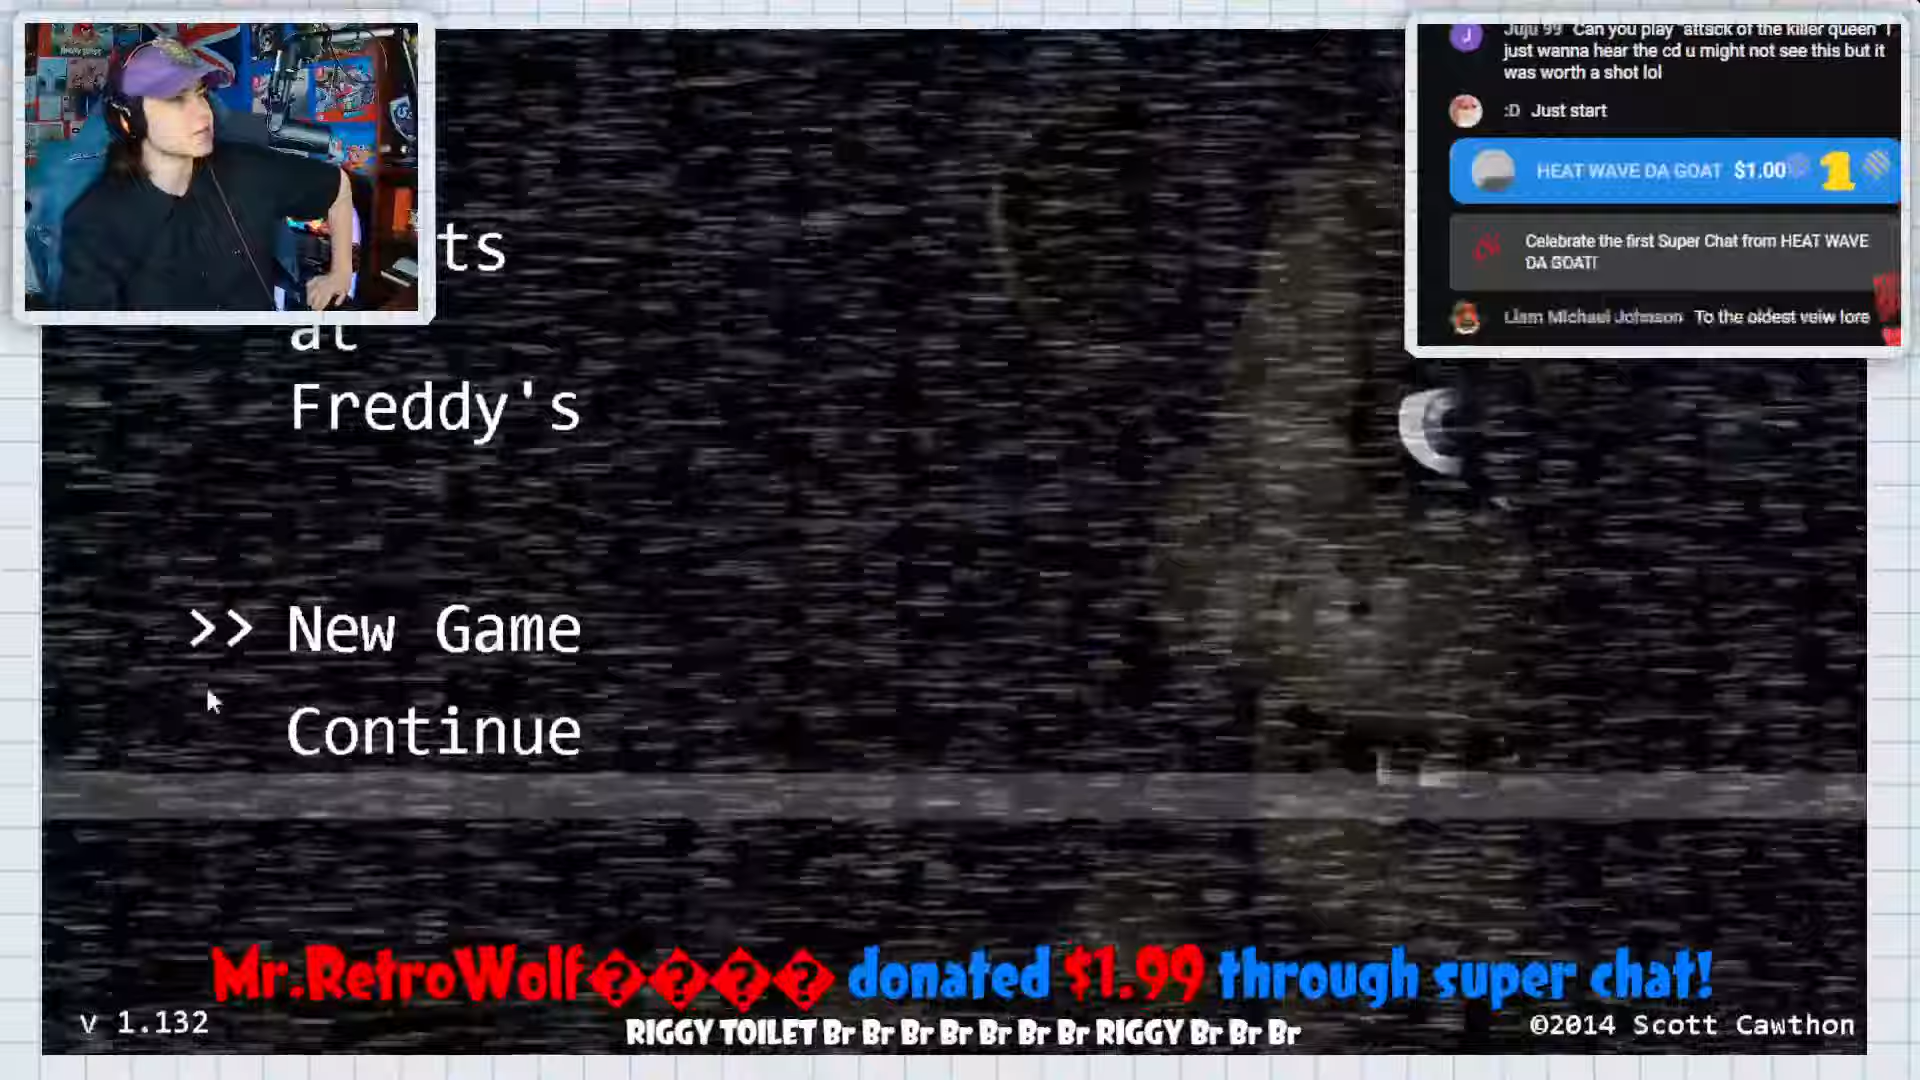 Juju 99 Can you play "attack of the killer queen" I
just wanna hear the cd u might not see this but it
was worth a shot lol
:D Just start
HEAT WAVE DA GOAT $1.00 1
Celebrate the first Super Chat from HEAT WAVE
DA GOAT!
Liam Michael Johnson To the oldest veiw lore
ts
at
Freddy's
>> New Game
Continue
Mr.RetroWolf���� donated $1.99 through super chat!
RIGGY TOILET Br Br Br Br Br Br Br RIGGY Br Br Br
v 1.132
©2014 Scott Cawthon